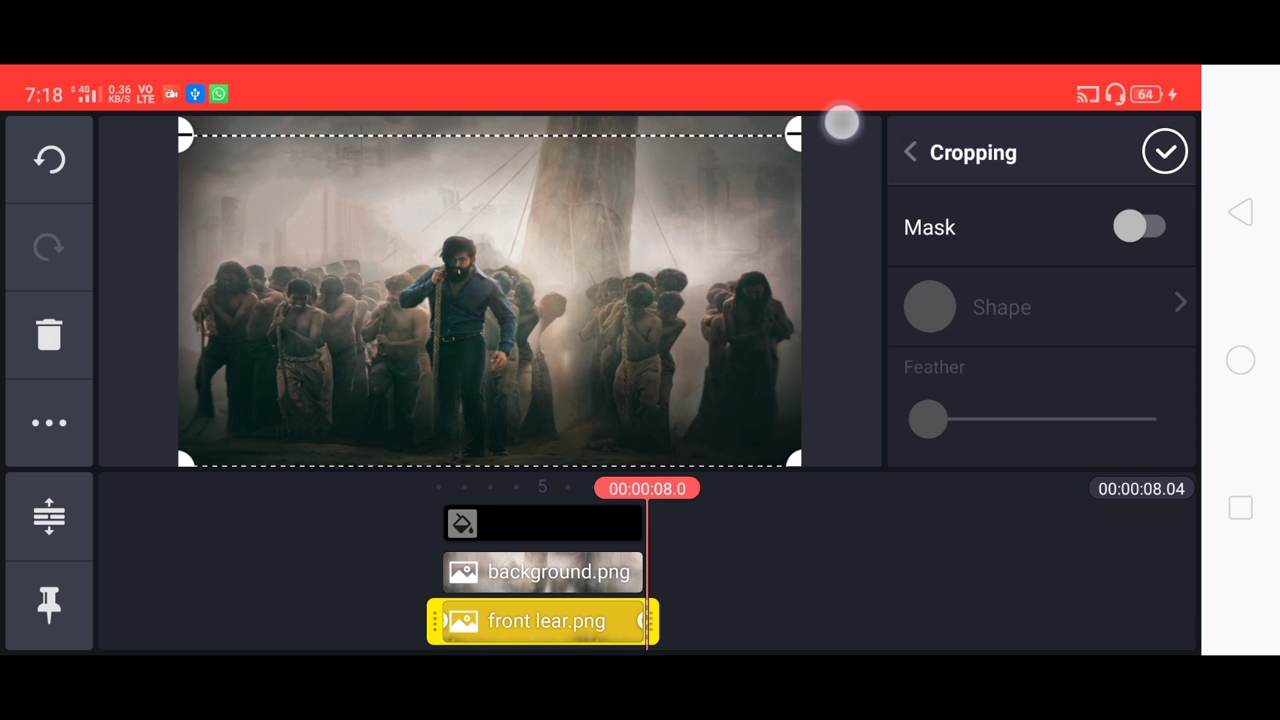 7:18 4G 0.36 KB/S VO LTE 64
Cropping
Mask
Shape
Feather
5 00:00:08.0 00:00:08.04
background.png
front lear.png